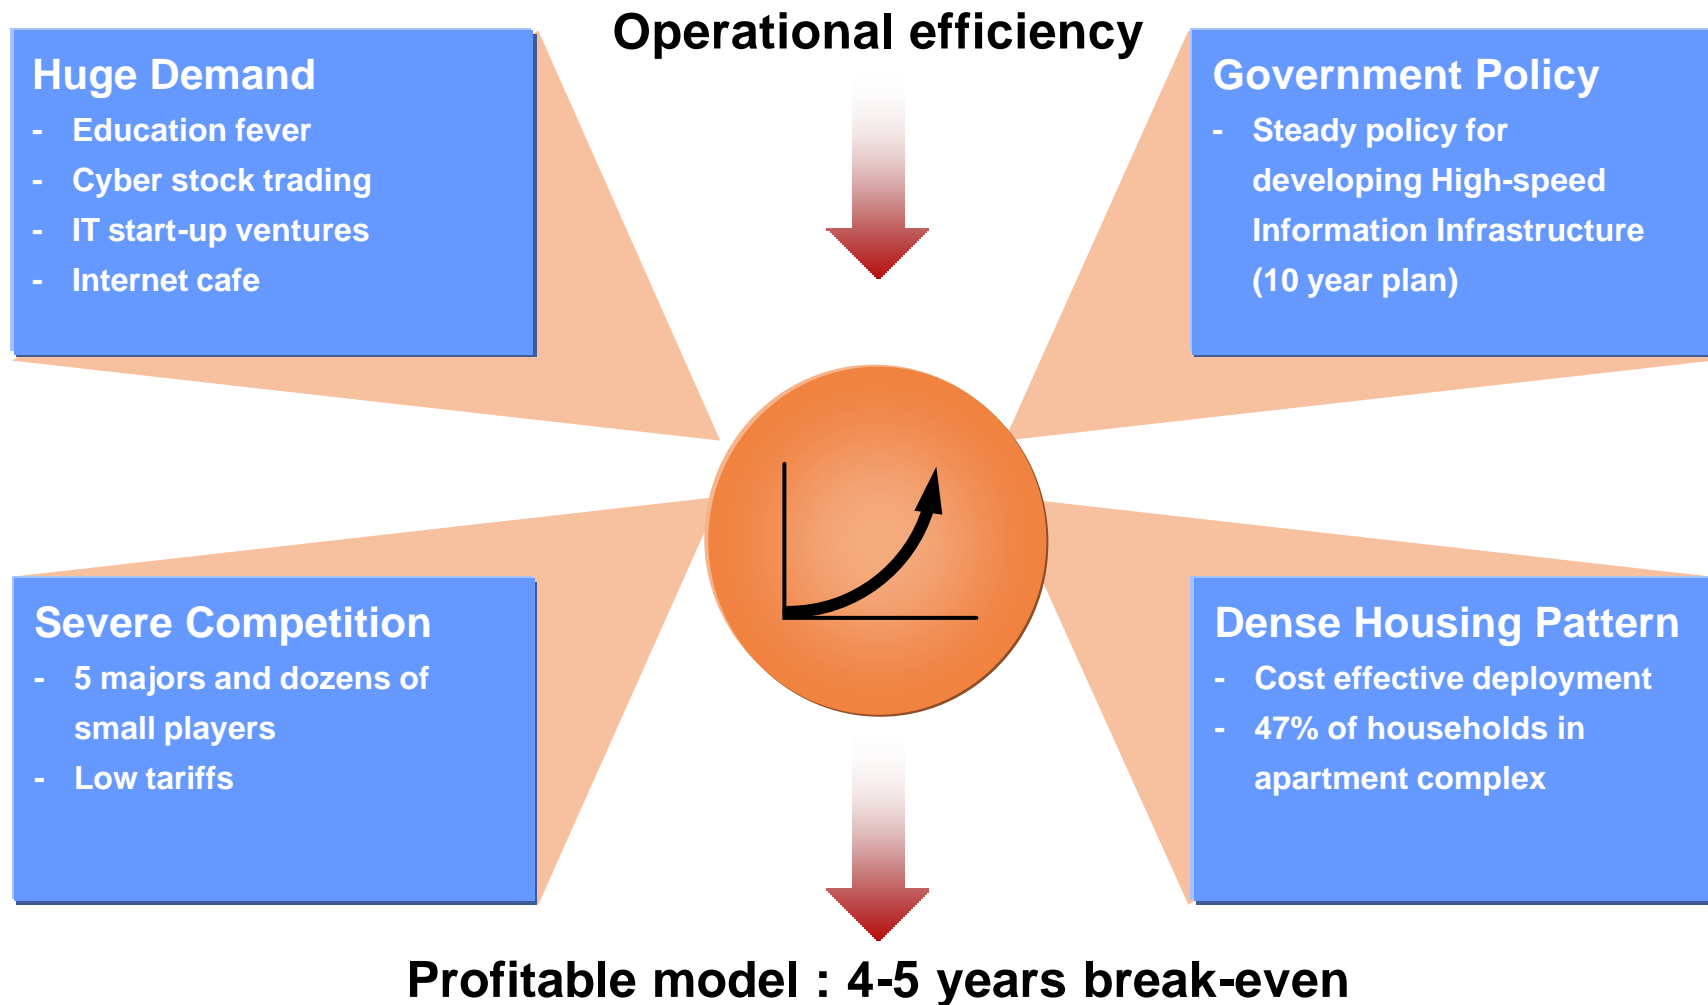 Operational efficiency
Huge Demand
- Education fever
- Cyber stock trading
- IT start-up ventures
- Internet cafe
Government Policy
- Steady policy for
developing High-speed
Information Infrastructure
(10 year plan)
Severe Competition
- 5 majors and dozens of
small players
- Low tariffs
Dense Housing Pattern
- Cost effective deployment
- 47% of households in
apartment complex
Profitable model : 4-5 years break-even